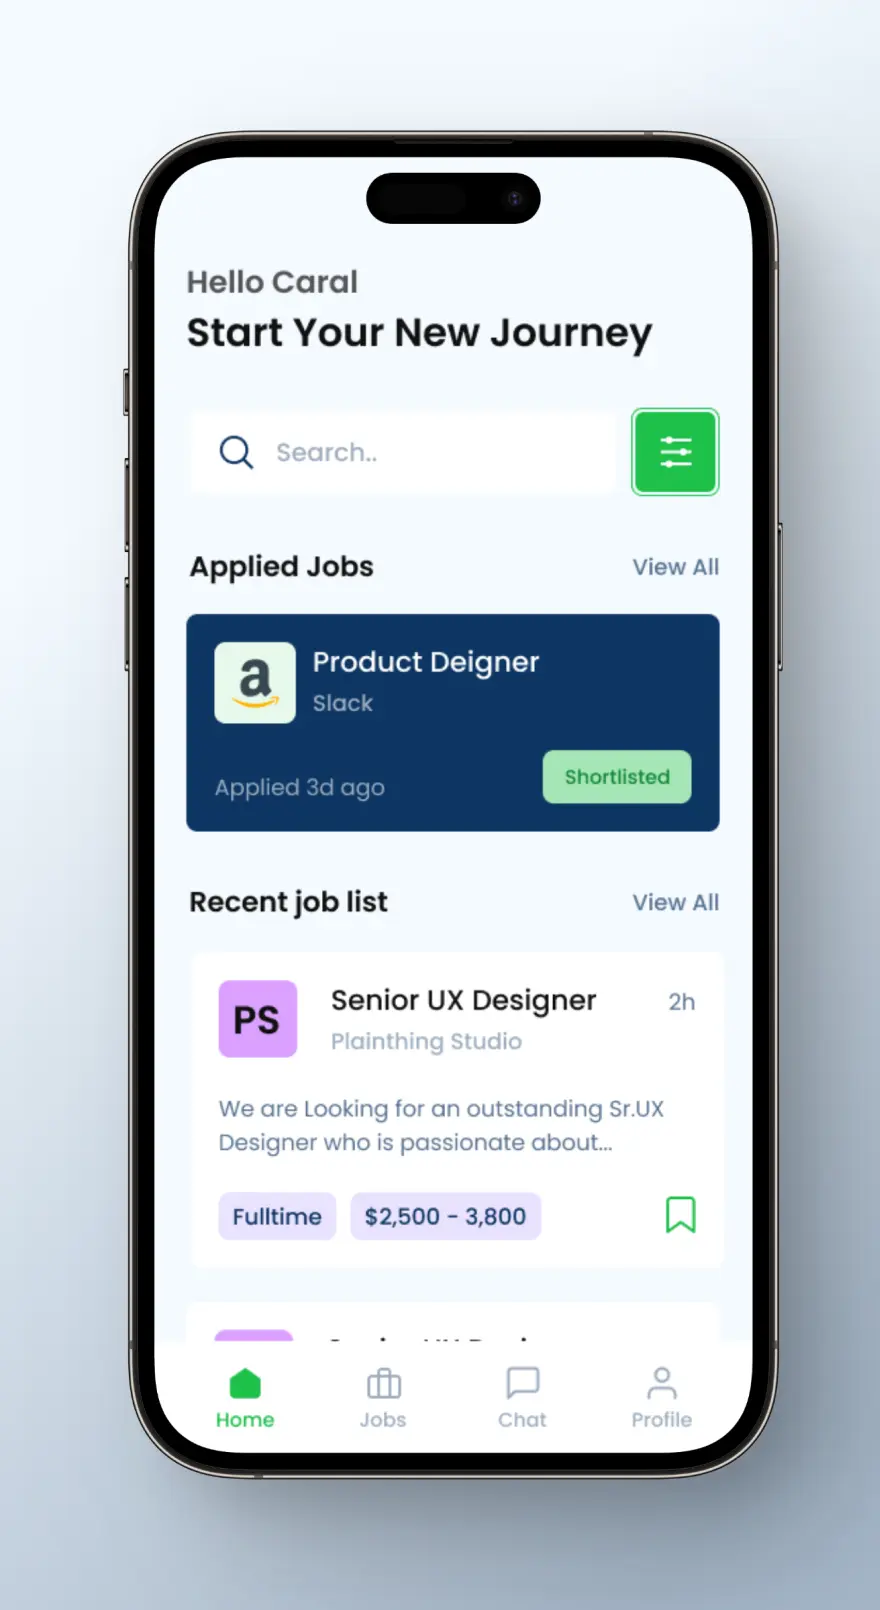 Hello Caral
Start Your New Journey
Search..
Applied Jobs
View All
a
Product Deigner
Slack
Applied 3d ago
Shortlisted
Recent job list
View All
PS
Senior UX Designer
2h
Plainthing Studio
We are Looking for an outstanding Sr.UX
Designer who is passionate about...
Fulltime
$2,500 - 3,800
Home
Jobs
Chat
Profile